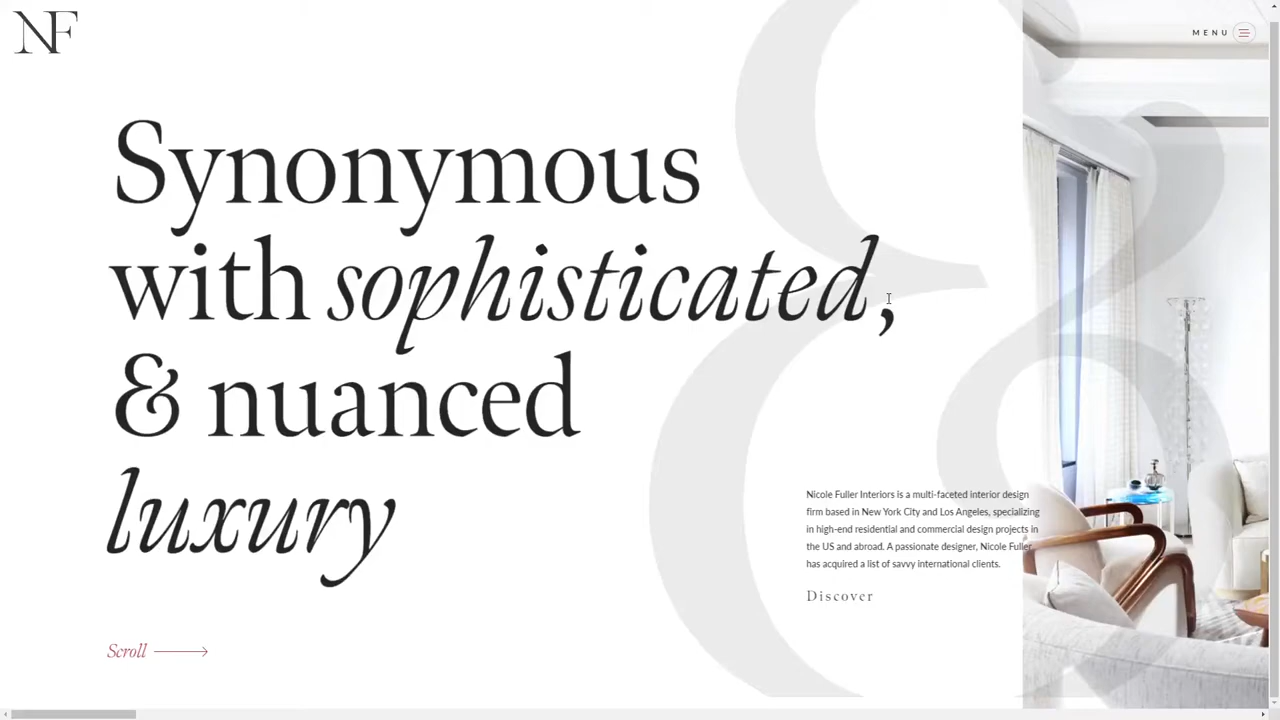 NF
MENU
Synonymous
with sophisticated,
& nuanced
luxury
Nicole Fuller Interiors is a multi-faceted interior design
firm based in New York City and Los Angeles, specializing
in high-end residential and commercial design projects in
the US and abroad. A passionate designer, Nicole Fuller
has acquired a list of savvy international clients.
Discover
Scroll
&